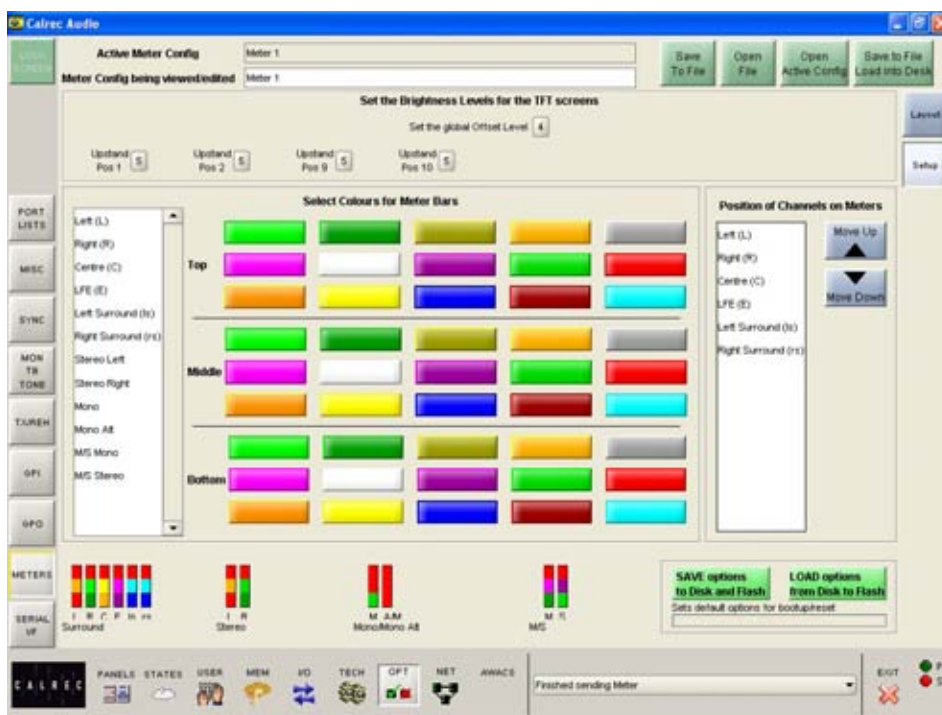 Calrec Audio
Active Meter Config Meter 1
Meter Config being viewed/edited Meter 1
Save To File
Open File
Open Active Config
Save to File Load into Desk
Set the Brightness Levels for the TFT screens
Set the global Offset Level 4
Upstand Pos 1 5
Upstand Pos 2 5
Upstand Pos 9 5
Upstand Pos 10 5
Layout
Setup
PORT LISTS
MISC
SYNC
MON TB TONE
GPI
GPO
METERS
SERIAL I/F
Select Colours for Meter Bars
Left (L)
Right (R)
Centre (C)
LFE (E)
Left Surround (ls)
Right Surround (rs)
Stereo Left
Stereo Right
Mono
Mono Alt
M/S Mono
M/S Stereo
Top
Middle
Bottom
Position of Channels on Meters
Left (L)
Right (R)
Centre (C)
LFE (E)
Left Surround (ls)
Right Surround (rs)
Move Up
Move Down
Surround
L R
Stereo
M A/M
Mono/Mono Alt
M S
M/S
SAVE options to Disk and Flash
LOAD options from Disk to Flash
Sets default options for bootup/reset
CALREC
PANELS STATES USER MEM I/O TECH OPT NET AWACS
Finished sending Meter
EXIT
P
S